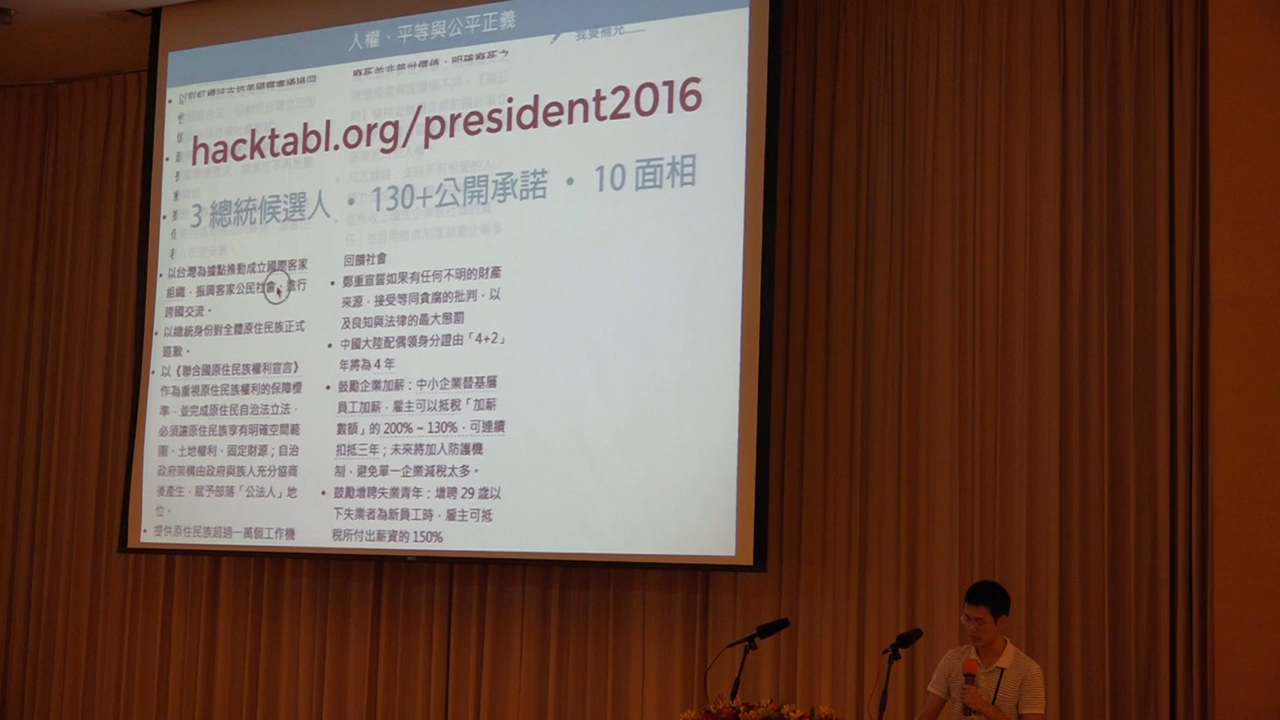 人權、平等與公平正義
我要補充......
廢死並非普世價值，明確廢死之
hacktabl.org/president2016
3 總統候選人 • 130+公開承諾 • 10 面相
• 以台灣為據點推動成立國際客家
組織，振興客家公民社會，進行
跨國交流。
• 以總統身份對全體原住民族正式
道歉。
• 以《聯合國原住民族權利宣言》
作為重視原住民族權利的保障標
準，並完成原住民自治法立法，
必須讓原住民族享有明確空間範
圍、土地權利、固定財源；自治
政府架構由政府與族人充分協商
後產生，賦予部落「公法人」地
位。
• 提供原住民族超過一萬個工作機
回饋社會
• 鄭重宣誓如果有任何不明的財產
來源，接受等同貪腐的批判，以
及良知與法律的最大懲罰
• 中國大陸配偶領身分證由「4+2」
年將為 4 年
• 鼓勵企業加薪：中小企業替基層
員工加薪，雇主可以抵稅「加薪
數額」的 200% ~ 130%，可連續
扣抵三年；未來將加入防護機
制，避免單一企業減稅太多。
• 鼓勵增聘失業青年：增聘 29 歲以
下失業者為新員工時，雇主可抵
稅所付出薪資的 150%